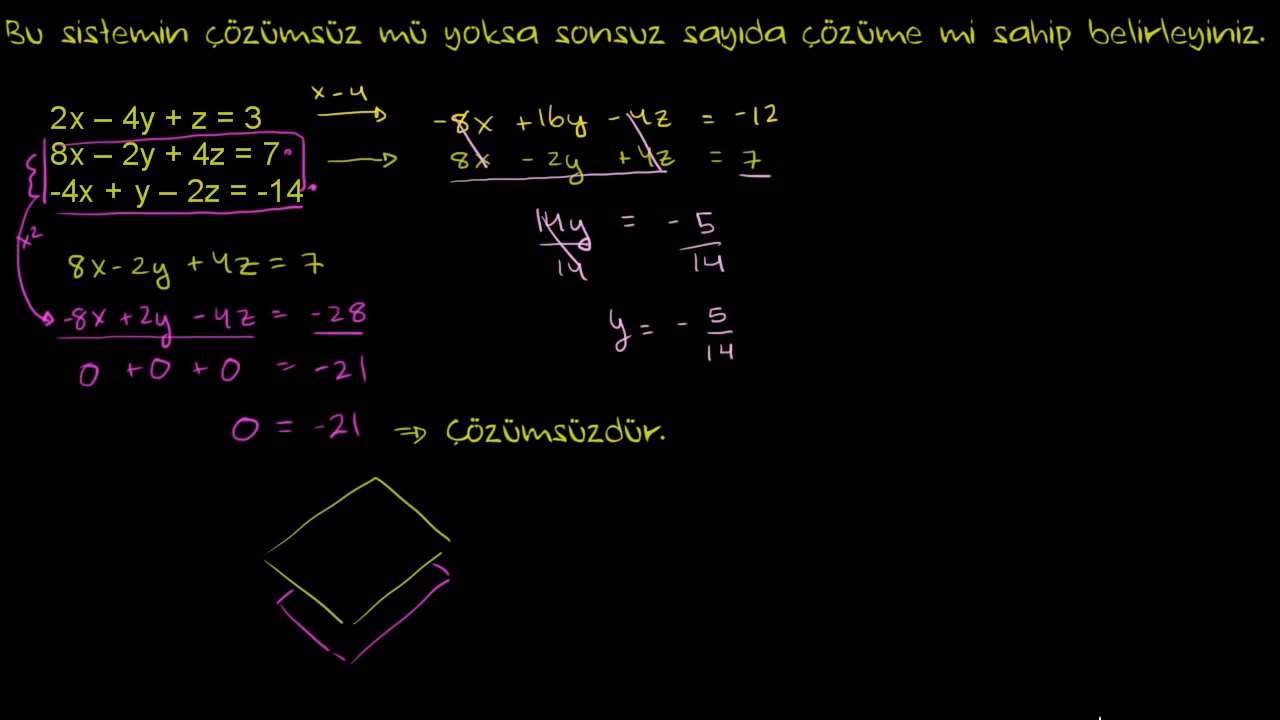 Bu sistemin çözümsüz mü yoksa sonsuz sayıda çözüme mi sahip belirleyiniz.
2x – 4y + z = 3
8x – 2y + 4z = 7
-4x + y – 2z = -14
x - 4
-8x + 16y - 4z = -12
8x - 2y + 4z = 7
14y = - 5
14 14
y = - 5
14
x2
8x - 2y + 4z = 7
-8x + 2y - 4z = -28
0 + 0 + 0 = -21
0 = -21 ⇒ çözümsüzdür.